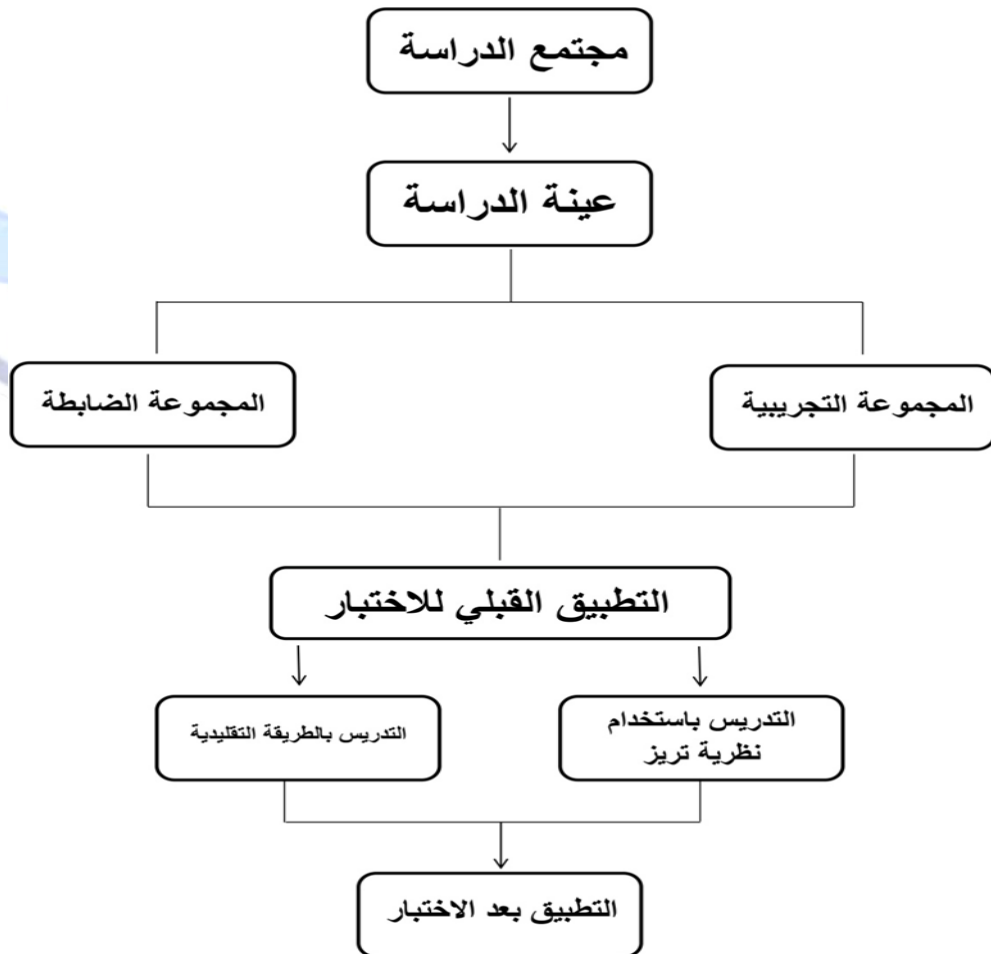 مجتمع الدراسة
عينة الدراسة
المجموعة التجريبية
المجموعة الضابطة
التطبيق القبلي للاختبار
التدريس باستخدام
نظرية تريز
التدريس بالطريقة التقليدية
التطبيق بعد الاختبار